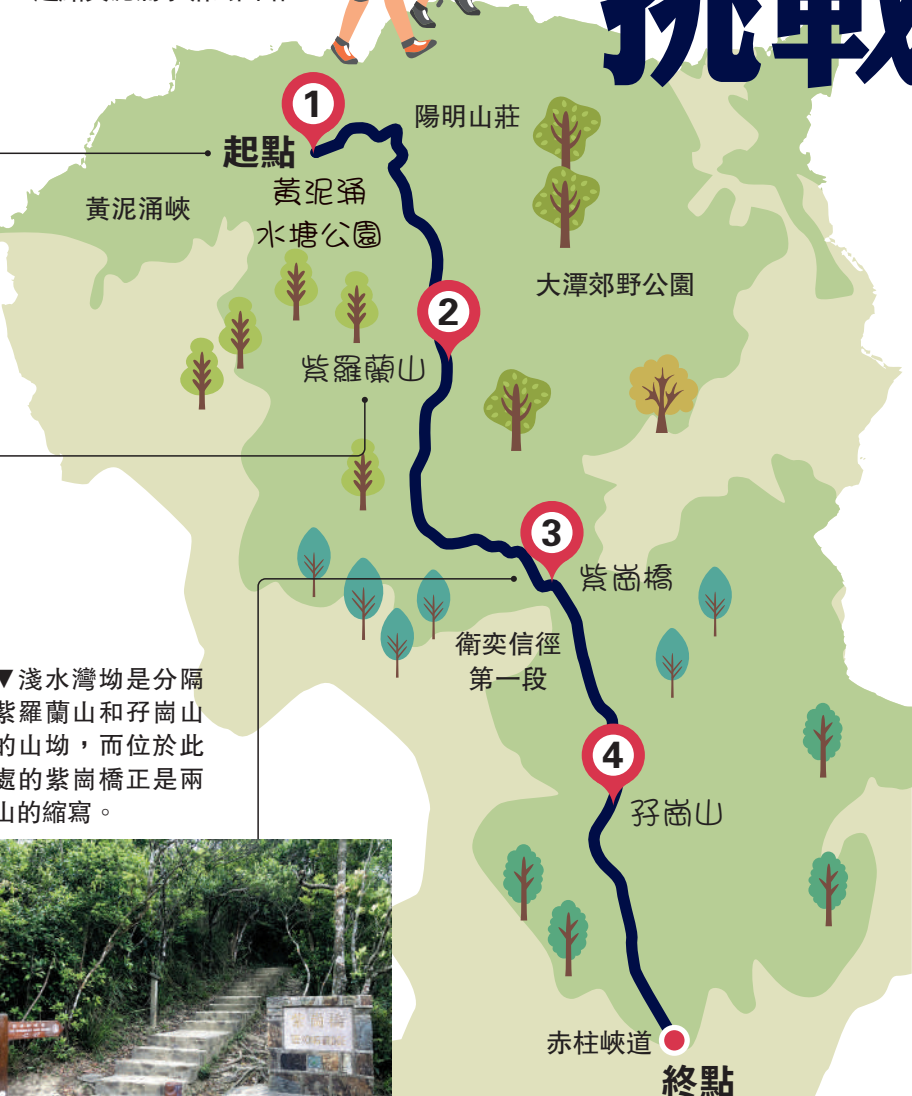 挑戰
1
陽明山莊
起點
黃泥涌
水塘公園
黃泥涌峽
大潭郊野公園
2
紫羅蘭山
3
紫崗橋
衛奕信徑
第一段
▼淺水灣坳是分隔
紫羅蘭山和孖崗山
的山坳，而位於此
處的紫崗橋正是兩
山的縮寫。
4
孖崗山
紫崗橋
赤柱峽道
終點